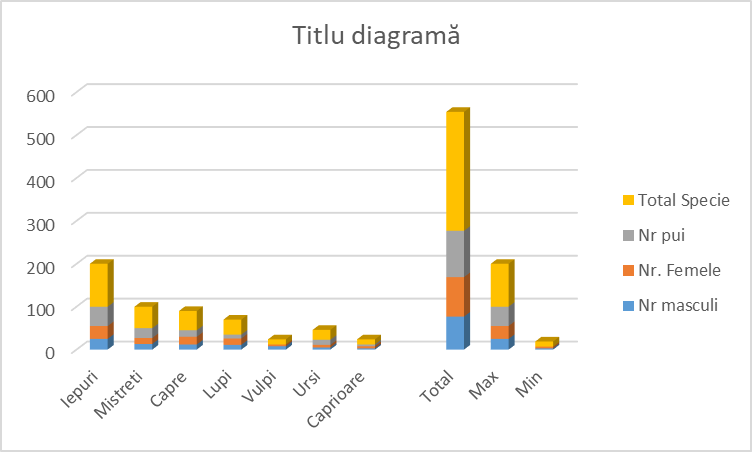 Titlu diagramă
600
500
400
300
200
100
0
Iepuri
Mistreti
Capre
Lupi
Vulpi
Ursi
Caprioare
Total
Max
Min
Total Specie
Nr pui
Nr. Femele
Nr masculi